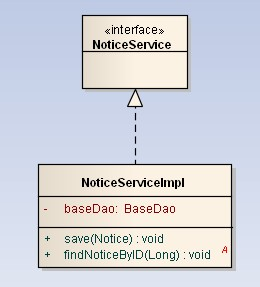 «interface»
NoticeService
NoticeServiceImpl
- baseDao: BaseDao
+ save(Notice) : void
+ findNoticeByID(Long) : void A